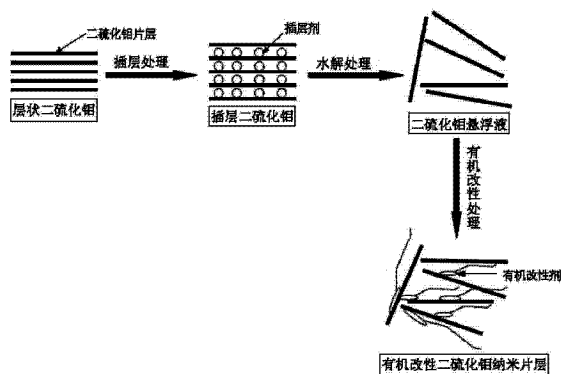 二硫化钼片层
插层处理
层状二硫化钼
插层剂
水解处理
插层二硫化钼
二硫化钼悬浮液
有机改性处理
有机改性剂
有机改性二硫化钼纳米片层